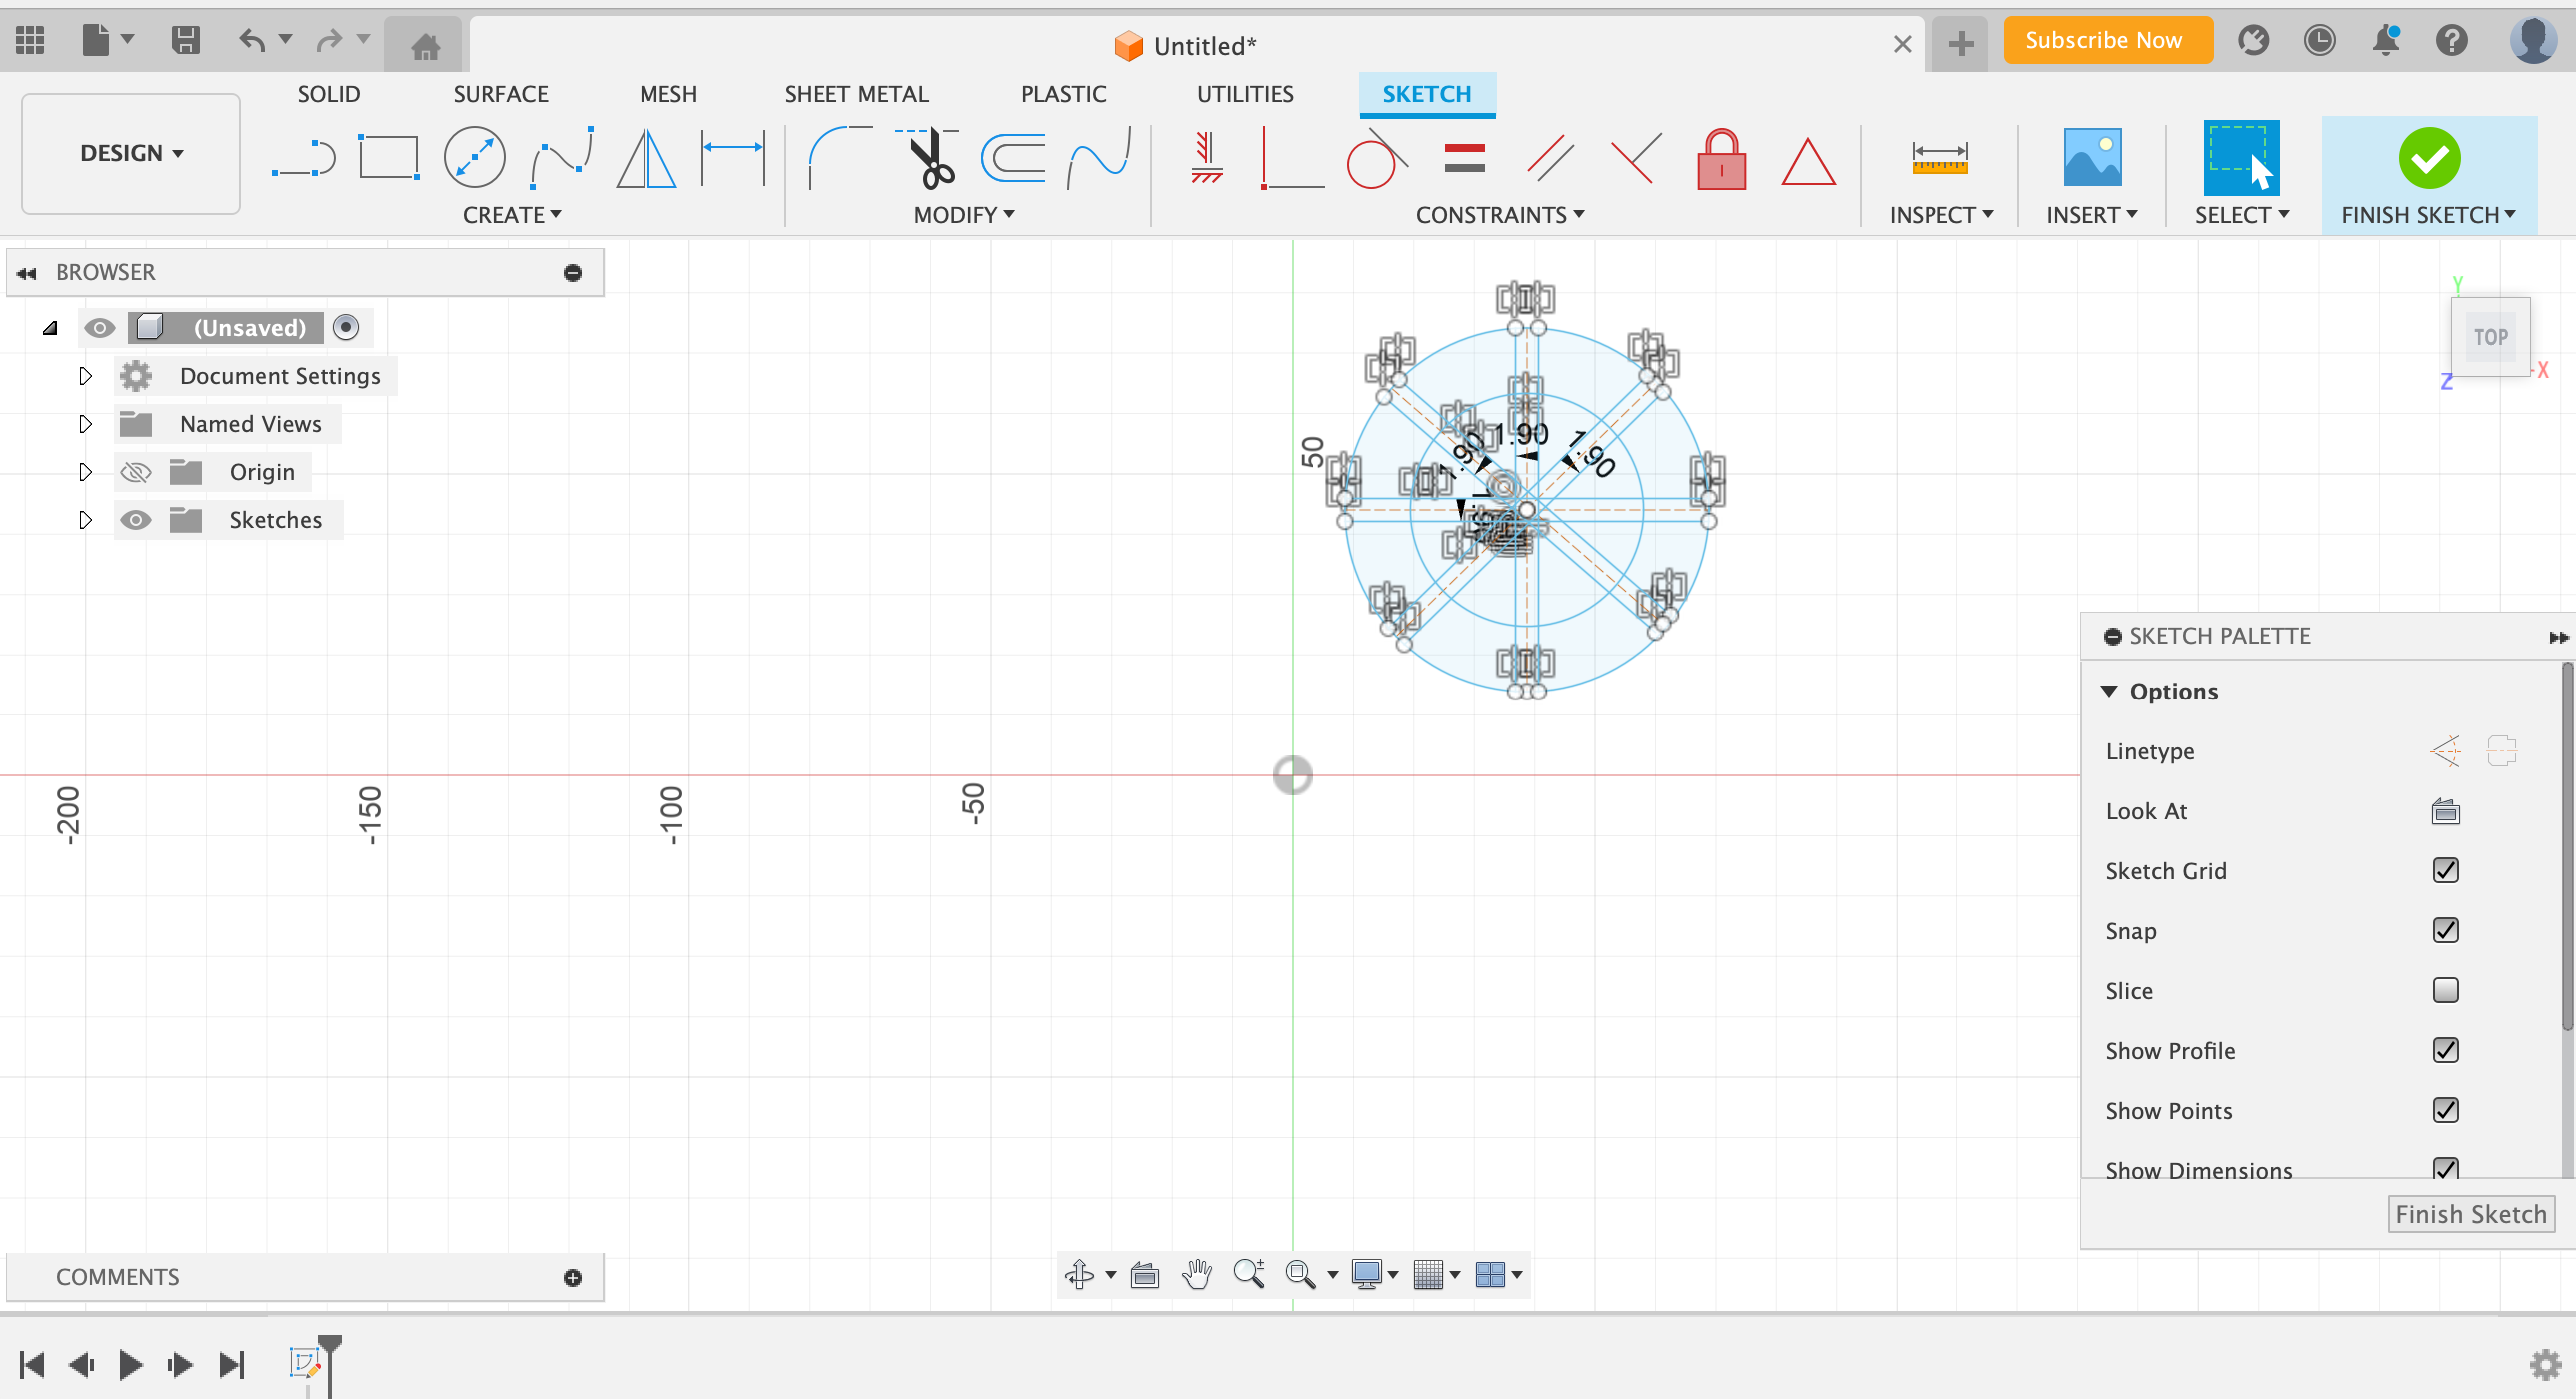 Untitled*
Subscribe Now
SOLID SURFACE MESH SHEET METAL PLASTIC UTILITIES SKETCH
DESIGN
CREATE MODIFY CONSTRAINTS INSPECT INSERT SELECT FINISH SKETCH
BROWSER
(Unsaved)
Document Settings
Named Views
Origin
Sketches
50
1.90
1.90
Y
TOP
X
Z
-200
-150
-100
-50
SKETCH PALETTE
Options
Linetype
Look At
Sketch Grid
Snap
Slice
Show Profile
Show Points
Show Dimensions
Finish Sketch
COMMENTS